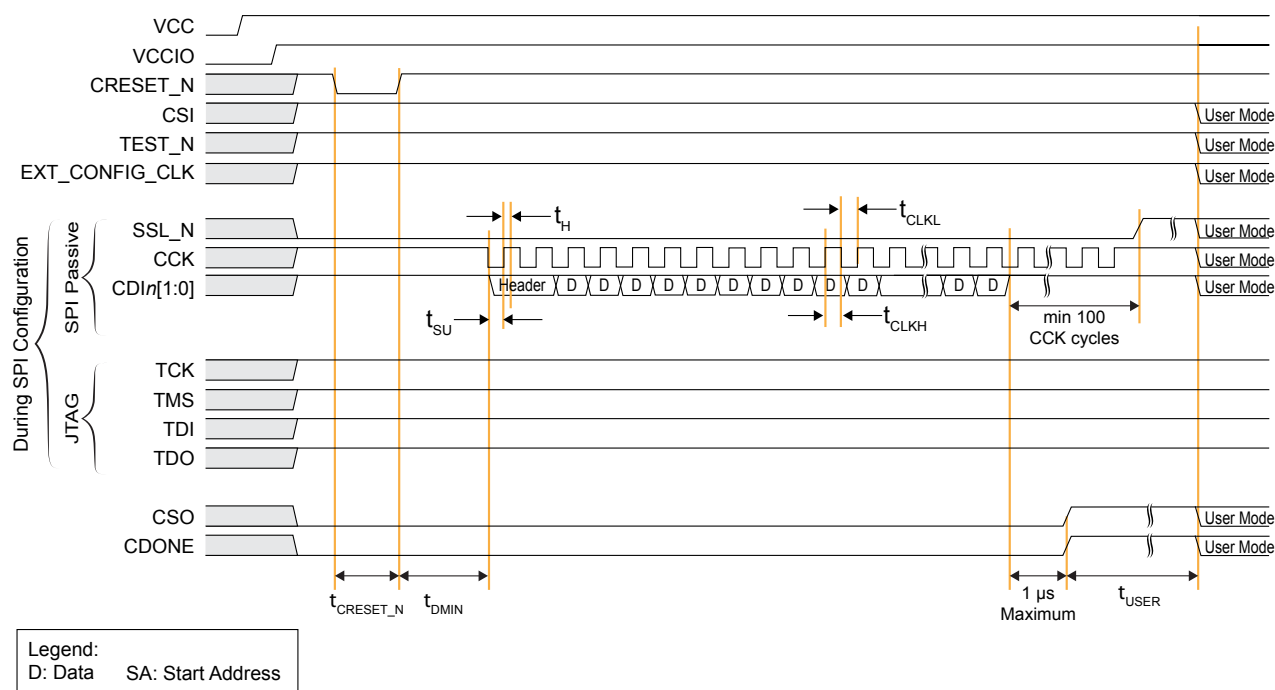 VCC
VCCIO
CRESET_N
CSI
User Mode
TEST_N
User Mode
EXT_CONFIG_CLK
User Mode
During SPI Configuration
SPI Passive
tH
tCLKL
SSL_N
User Mode
CCK
User Mode
CDIn[1:0]
Header D D D D D D D D D D D D
User Mode
tSU
tCLKH
min 100
CCK cycles
JTAG
TCK
TMS
TDI
TDO
CSO
User Mode
CDONE
User Mode
tCRESET_N
tDMIN
1 µs
Maximum
tUSER
Legend:
D: Data SA: Start Address